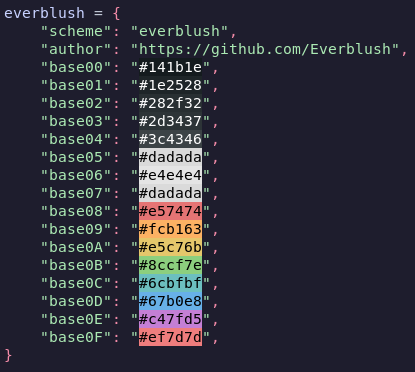 everblush = {
    "scheme": "everblush",
    "author": "https://github.com/Everblush",
    "base00": "#141b1e",
    "base01": "#1e2528",
    "base02": "#282f32",
    "base03": "#2d3437",
    "base04": "#3c4346",
    "base05": "#dadada",
    "base06": "#e4e4e4",
    "base07": "#dadada",
    "base08": "#e57474",
    "base09": "#fcb163",
    "base0A": "#e5c76b",
    "base0B": "#8ccf7e",
    "base0C": "#6cbfbf",
    "base0D": "#67b0e8",
    "base0E": "#c47fd5",
    "base0F": "#ef7d7d",
}